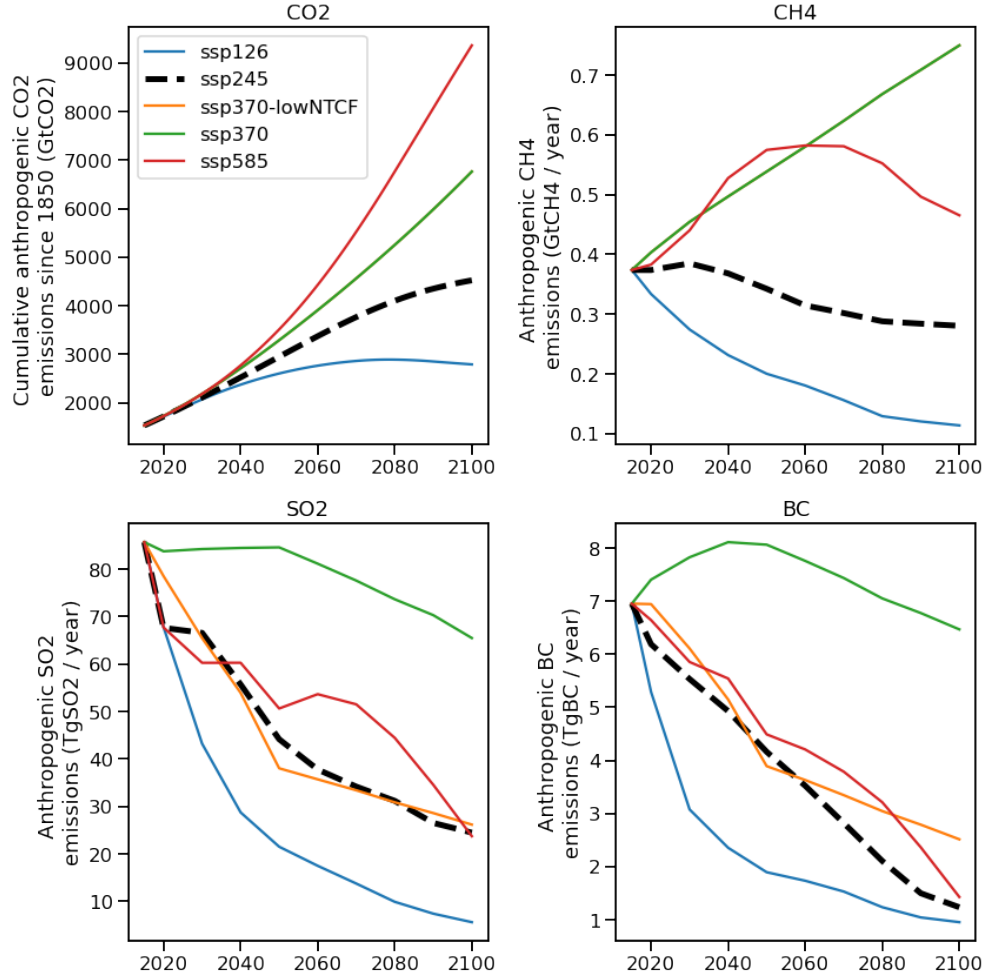 CO2
Cumulative anthropogenic CO2
emissions since 1850 (GtCO2)
9000
8000
7000
6000
5000
4000
3000
2000
ssp126
ssp245
ssp370-lowNTCF
ssp370
ssp585
2020 2040 2060 2080 2100
CH4
Anthropogenic CH4
emissions (GtCH4 / year)
0.7
0.6
0.5
0.4
0.3
0.2
0.1
2020 2040 2060 2080 2100
SO2
Anthropogenic SO2
emissions (TgSO2 / year)
80
70
60
50
40
30
20
10
2020 2040 2060 2080 2100
BC
Anthropogenic BC
emissions (TgBC / year)
8
7
6
5
4
3
2
1
2020 2040 2060 2080 2100